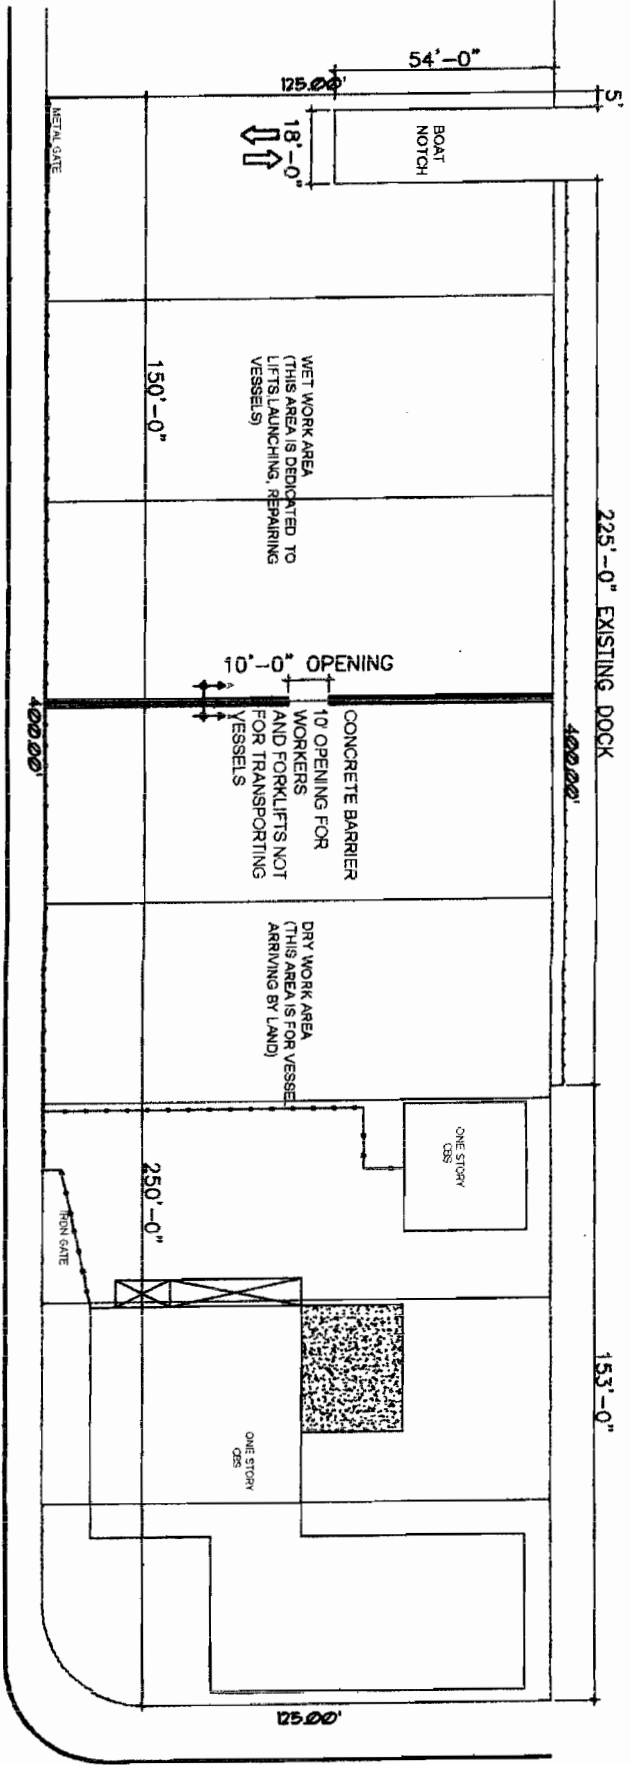 54'-0"
125.00'
5'
BOAT
NOTCH
18'-0"
METAL GATE
WET WORK AREA
(THIS AREA IS DEDICATED TO
LIFTS,LAUNCHING, REPAIRING
VESSELS)
150'-0"
225'-0" EXISTING DOCK
10'-0" OPENING
A
400.00'
400.00'
CONCRETE BARRIER
10' OPENING FOR
WORKERS
AND FORKLIFTS NOT
FOR TRANSPORTING
VESSELS
DRY WORK AREA
(THIS AREA IS FOR VESSEL
ARRIVING BY LAND)
ONE STORY
CBS
250'-0"
IRON GATE
153'-0"
ONE STORY
CBS
125.00'